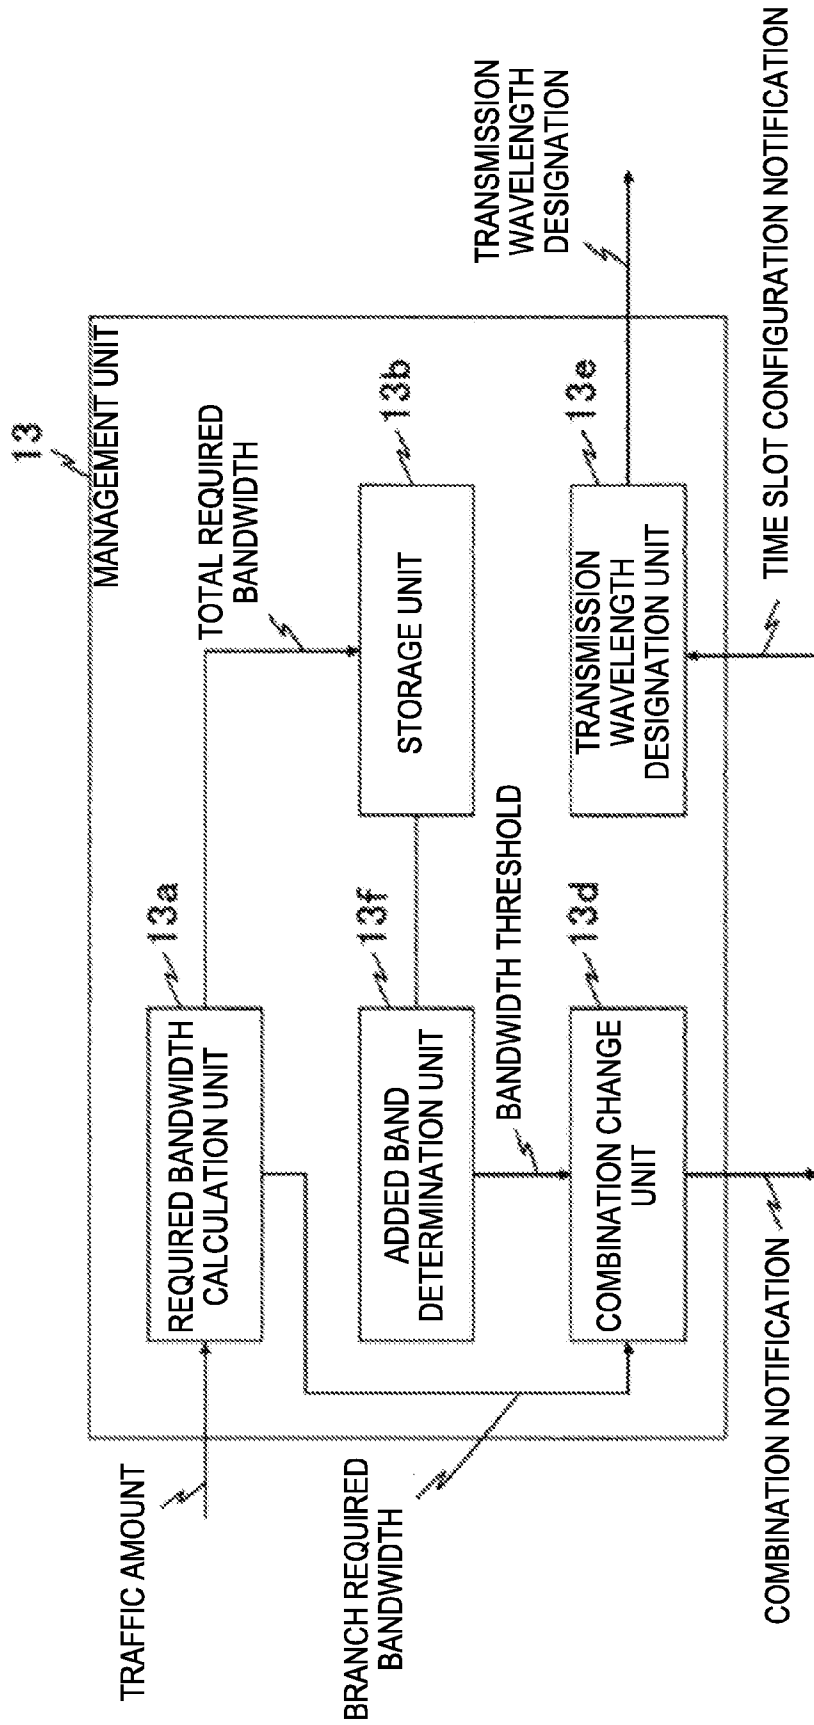 13
MANAGEMENT UNIT
TRAFFIC AMOUNT
REQUIRED BANDWIDTH
CALCULATION UNIT
13a
TOTAL REQUIRED
BANDWIDTH
BRANCH REQUIRED
BANDWIDTH
ADDED BAND
DETERMINATION UNIT
13f
STORAGE UNIT
13b
BANDWIDTH THRESHOLD
COMBINATION CHANGE
UNIT
13d
TRANSMISSION
WAVELENGTH
DESIGNATION UNIT
13e
TRANSMISSION
WAVELENGTH
DESIGNATION
COMBINATION NOTIFICATION
TIME SLOT CONFIGURATION NOTIFICATION